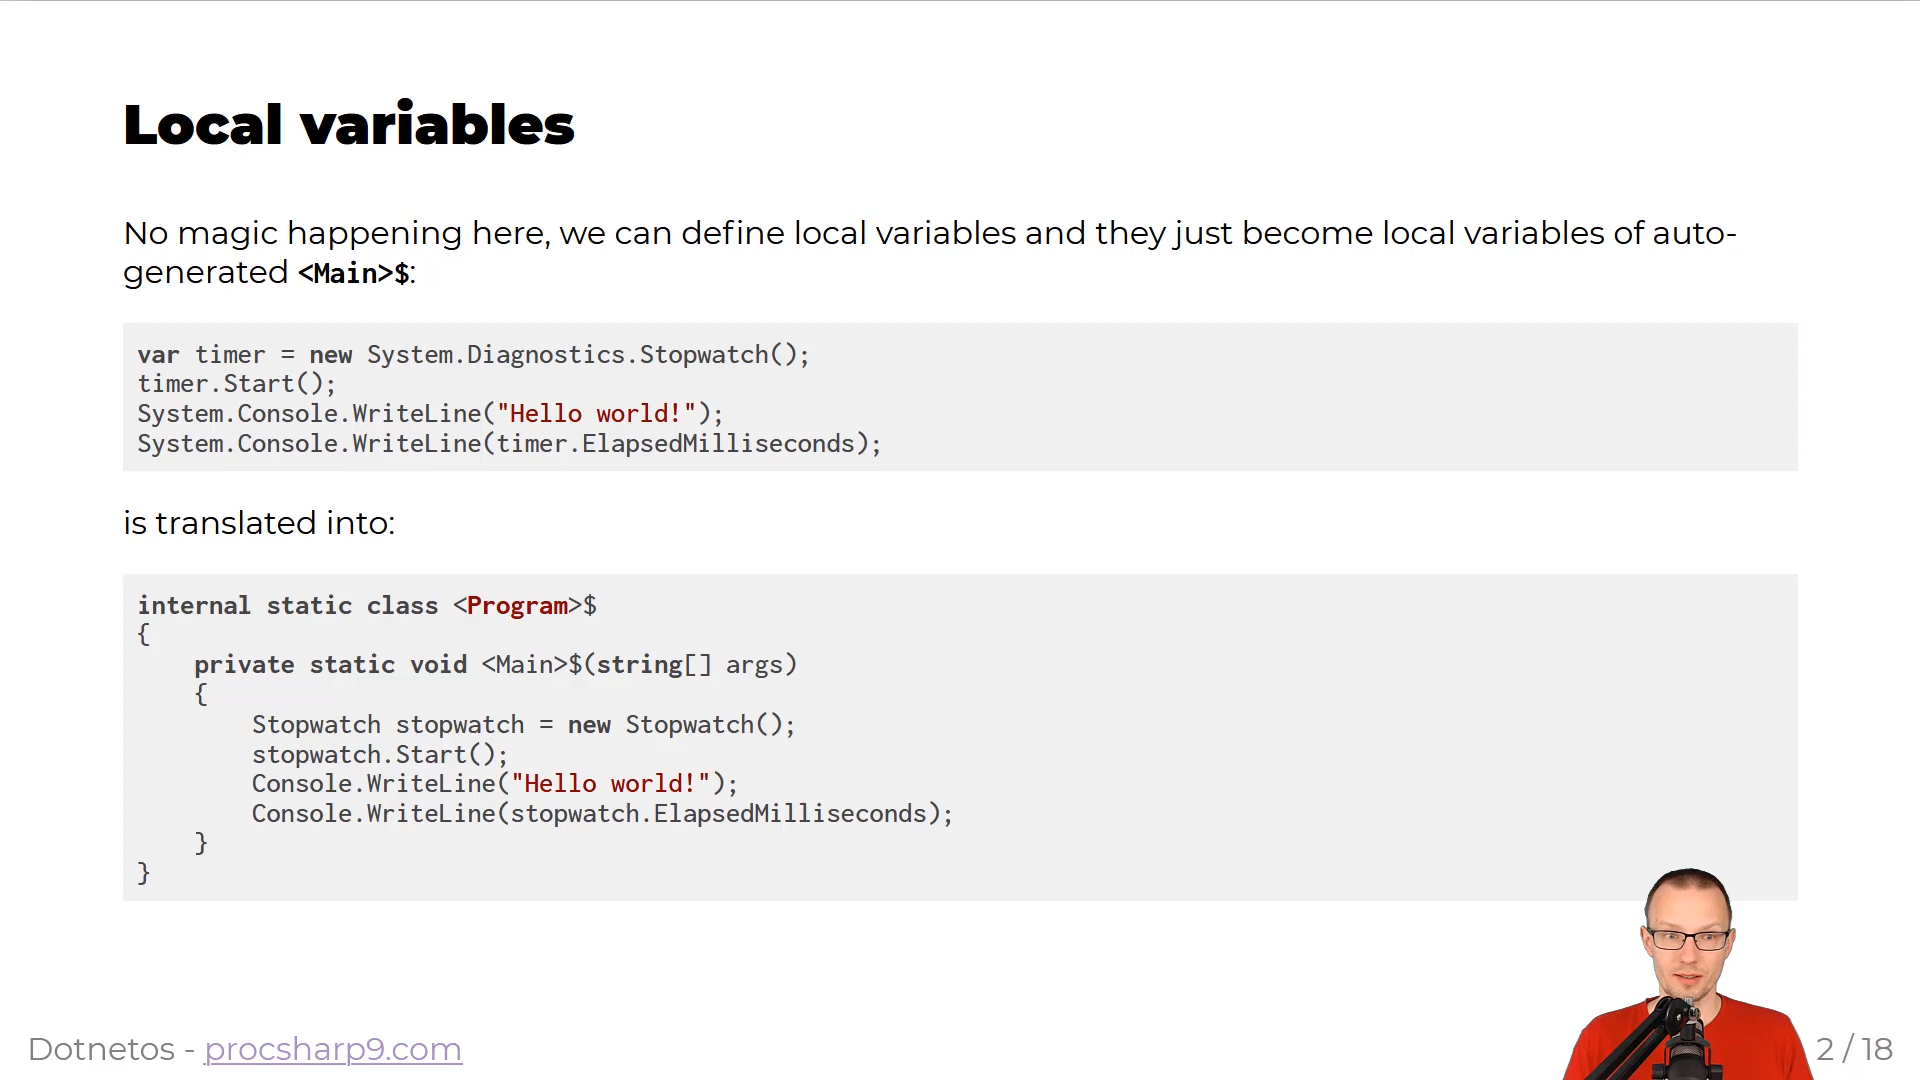 Local variables
No magic happening here, we can define local variables and they just become local variables of auto-
generated <Main>$:
var timer = new System.Diagnostics.Stopwatch();
timer.Start();
System.Console.WriteLine("Hello world!");
System.Console.WriteLine(timer.ElapsedMilliseconds);
is translated into:
internal static class <Program>$
{
    private static void <Main>$(string[] args)
    {
        Stopwatch stopwatch = new Stopwatch();
        stopwatch.Start();
        Console.WriteLine("Hello world!");
        Console.WriteLine(stopwatch.ElapsedMilliseconds);
    }
}
Dotnetos - procsharp9.com
2 / 18